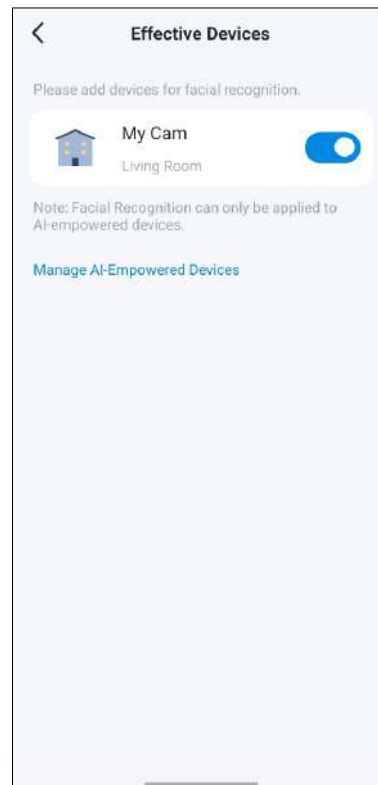 Effective Devices
Please add devices for facial recognition.
My Cam
Living Room
Note: Facial Recognition can only be applied to
AI-empowered devices.
Manage AI-Empowered Devices